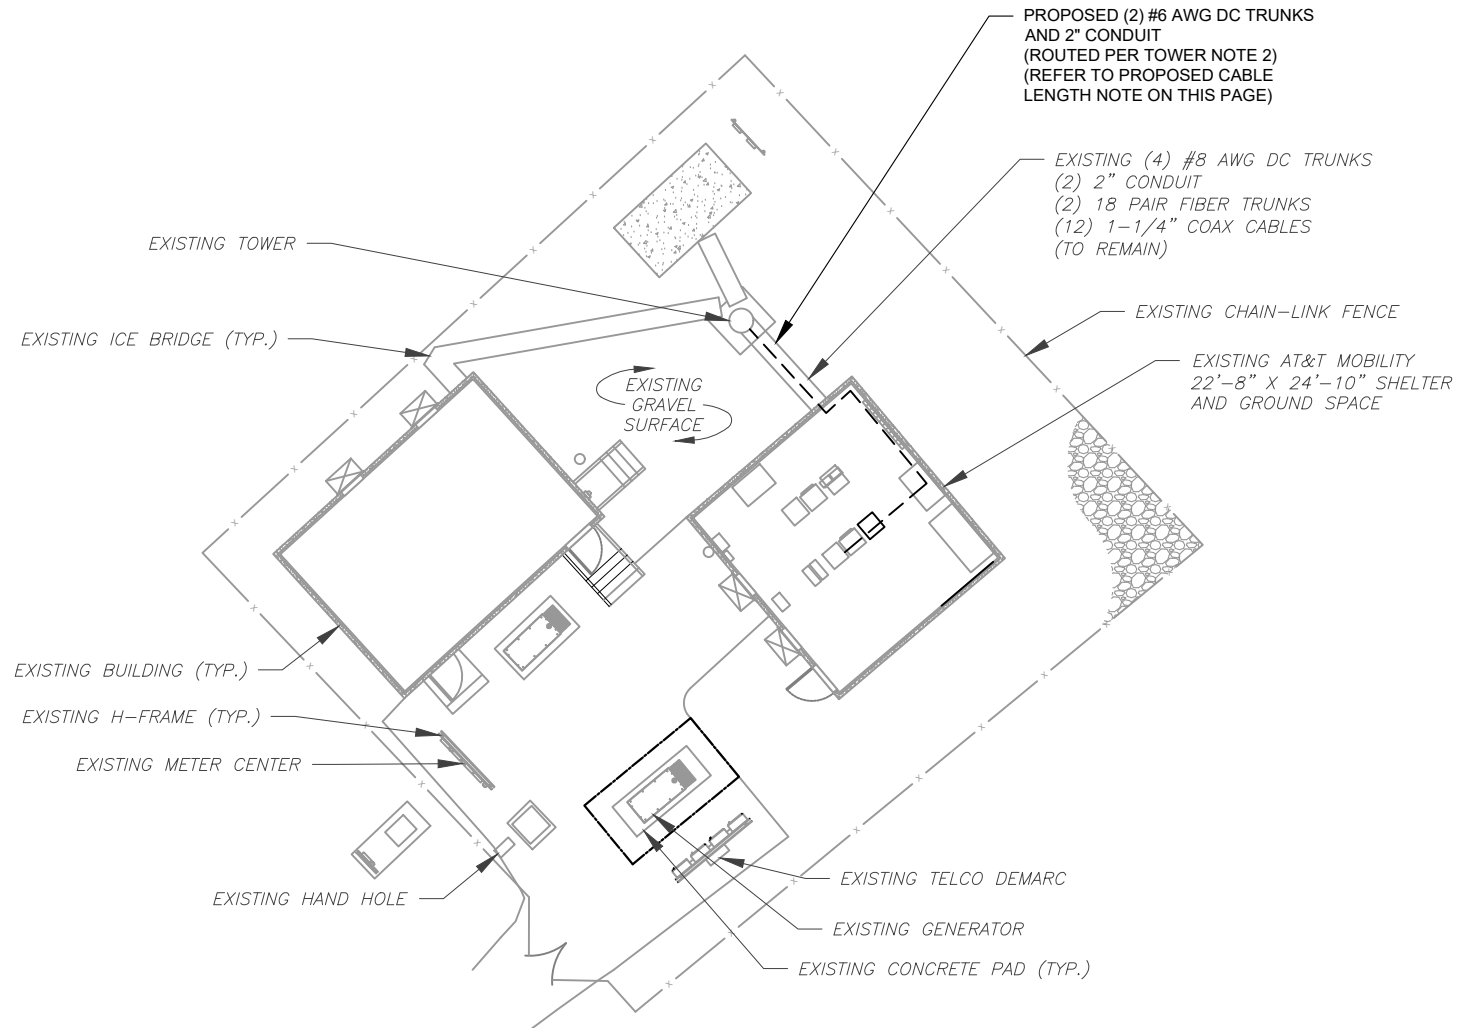 PROPOSED (2) #6 AWG DC TRUNKS
AND 2" CONDUIT
(ROUTED PER TOWER NOTE 2)
(REFER TO PROPOSED CABLE
LENGTH NOTE ON THIS PAGE)
EXISTING (4) #8 AWG DC TRUNKS
(2) 2" CONDUIT
(2) 18 PAIR FIBER TRUNKS
(12) 1-1/4" COAX CABLES
(TO REMAIN)
EXISTING TOWER
EXISTING ICE BRIDGE (TYP.)
EXISTING CHAIN-LINK FENCE
EXISTING AT&T MOBILITY
22'-8" X 24'-10" SHELTER
AND GROUND SPACE
EXISTING
GRAVEL
SURFACE
EXISTING BUILDING (TYP.)
EXISTING H-FRAME (TYP.)
EXISTING METER CENTER
EXISTING HAND HOLE
EXISTING TELCO DEMARC
EXISTING GENERATOR
EXISTING CONCRETE PAD (TYP.)